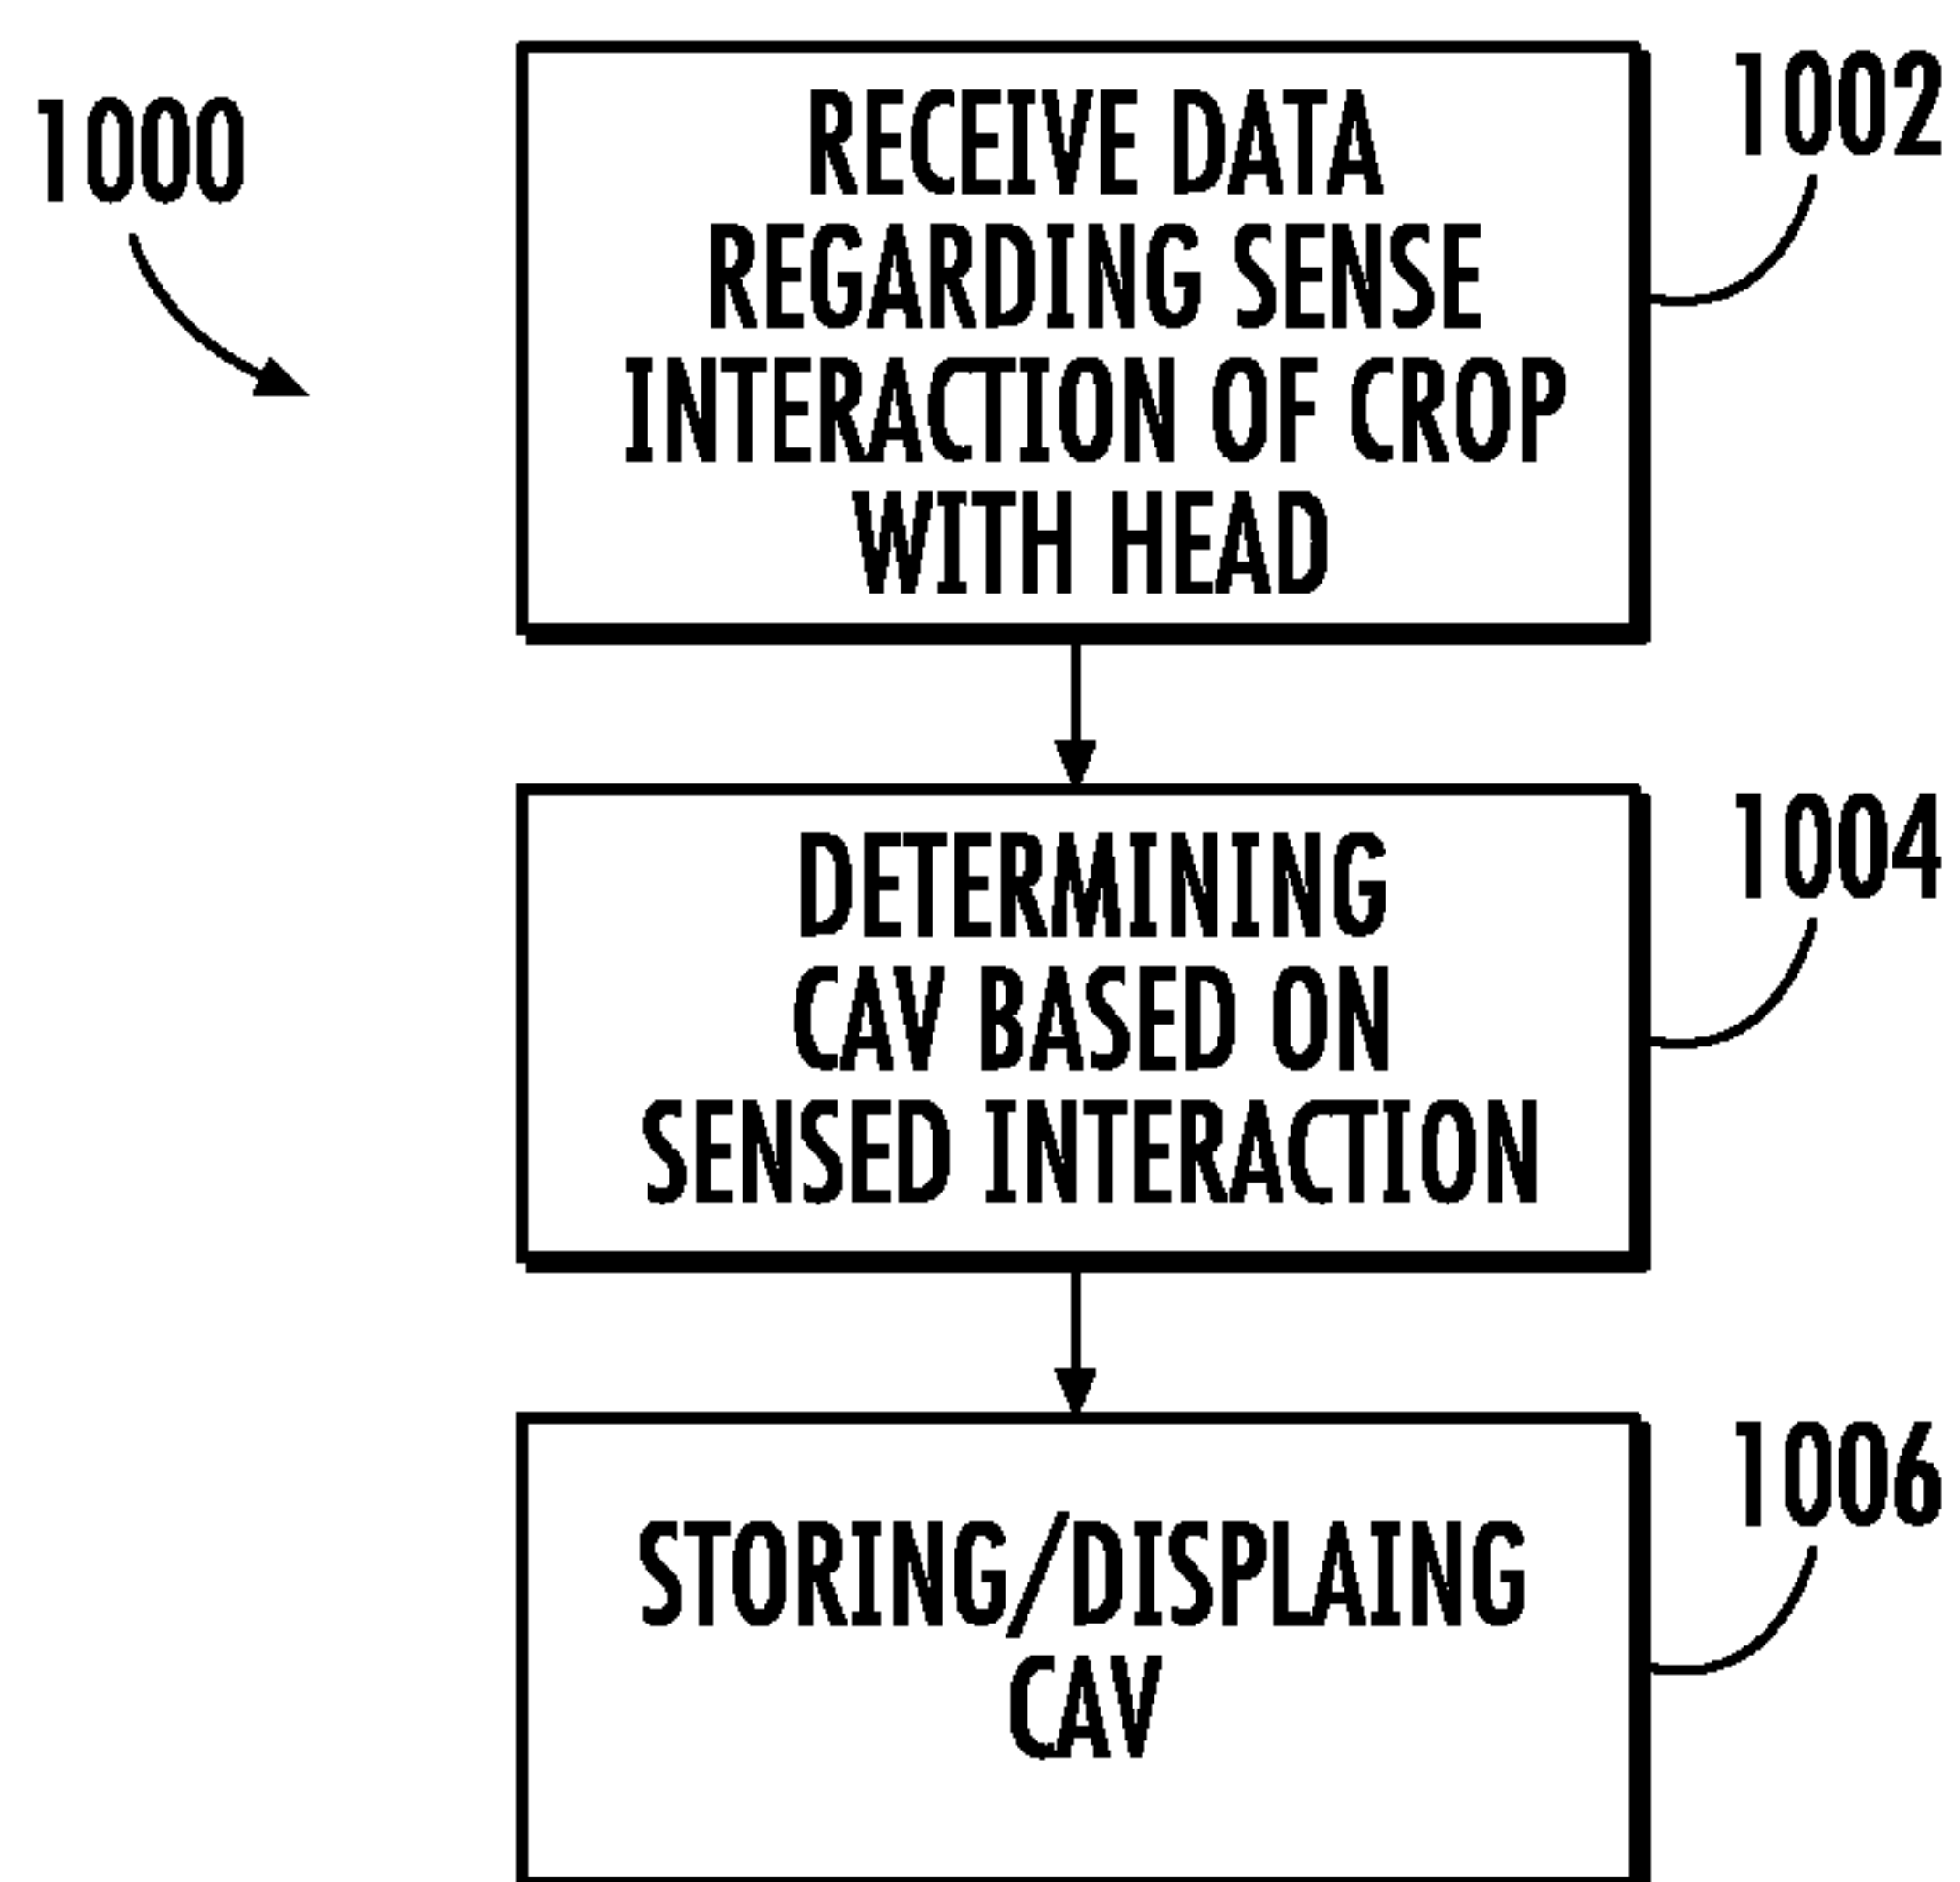 1000
1002
RECEIVE DATA
REGARDING SENSE
INTERACTION OF CROP
WITH HEAD
1004
DETERMINING
CAV BASED ON
SENSED INTERACTION
1006
STORING/DISPLAING
CAV